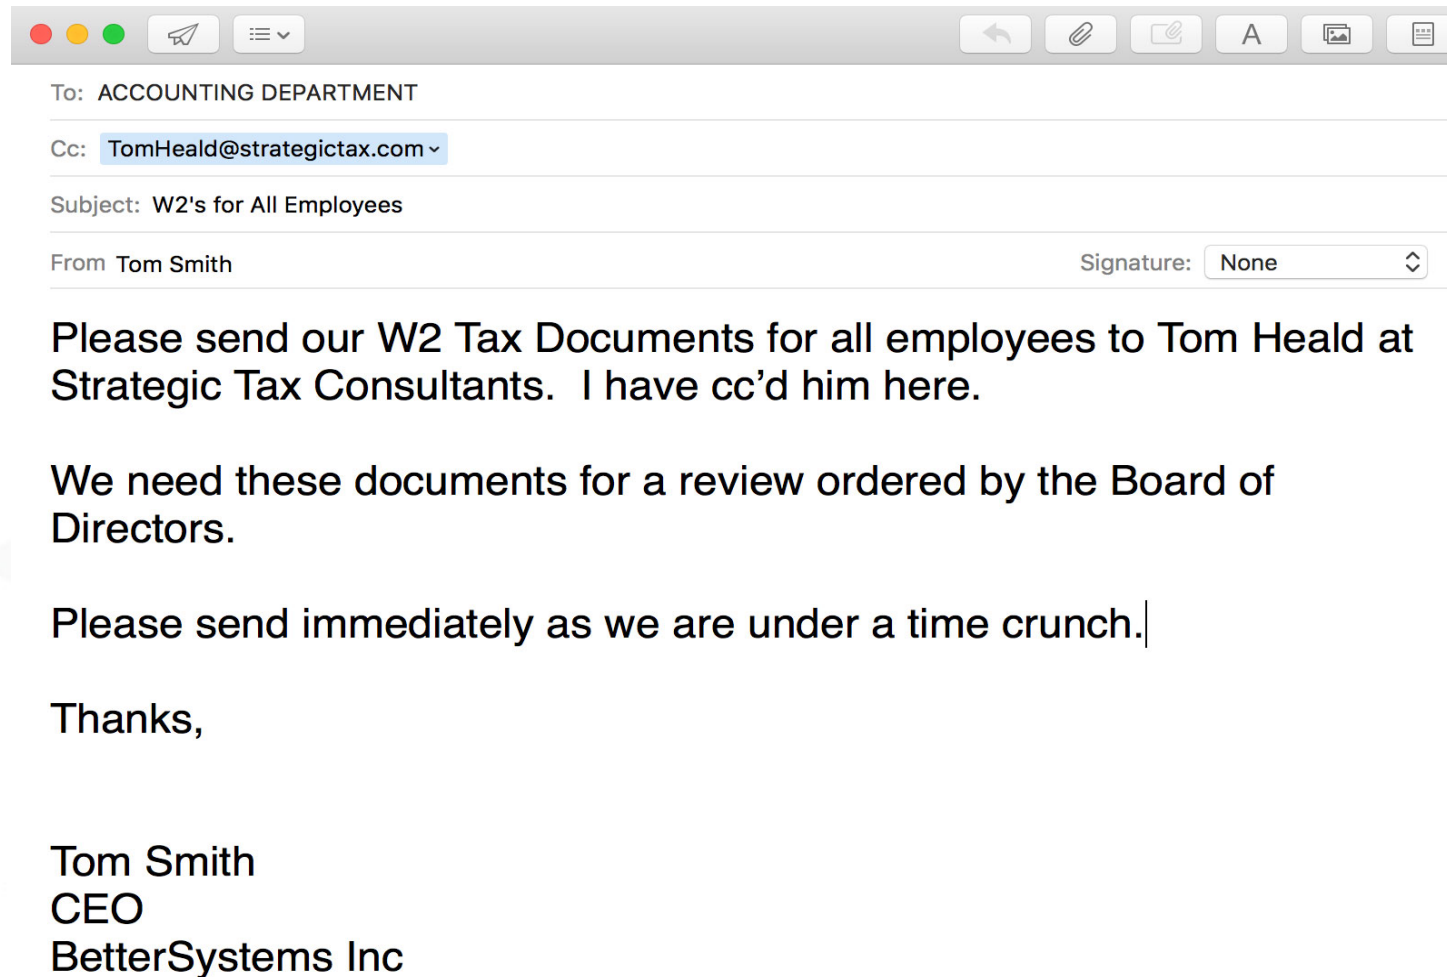 To: ACCOUNTING DEPARTMENT
Cc: TomHeald@strategictax.com
Subject: W2's for All Employees
From Tom Smith Signature: None
Please send our W2 Tax Documents for all employees to Tom Heald at
Strategic Tax Consultants.  I have cc’d him here.
We need these documents for a review ordered by the Board of
Directors.
Please send immediately as we are under a time crunch.
Thanks,
Tom Smith
CEO
BetterSystems Inc